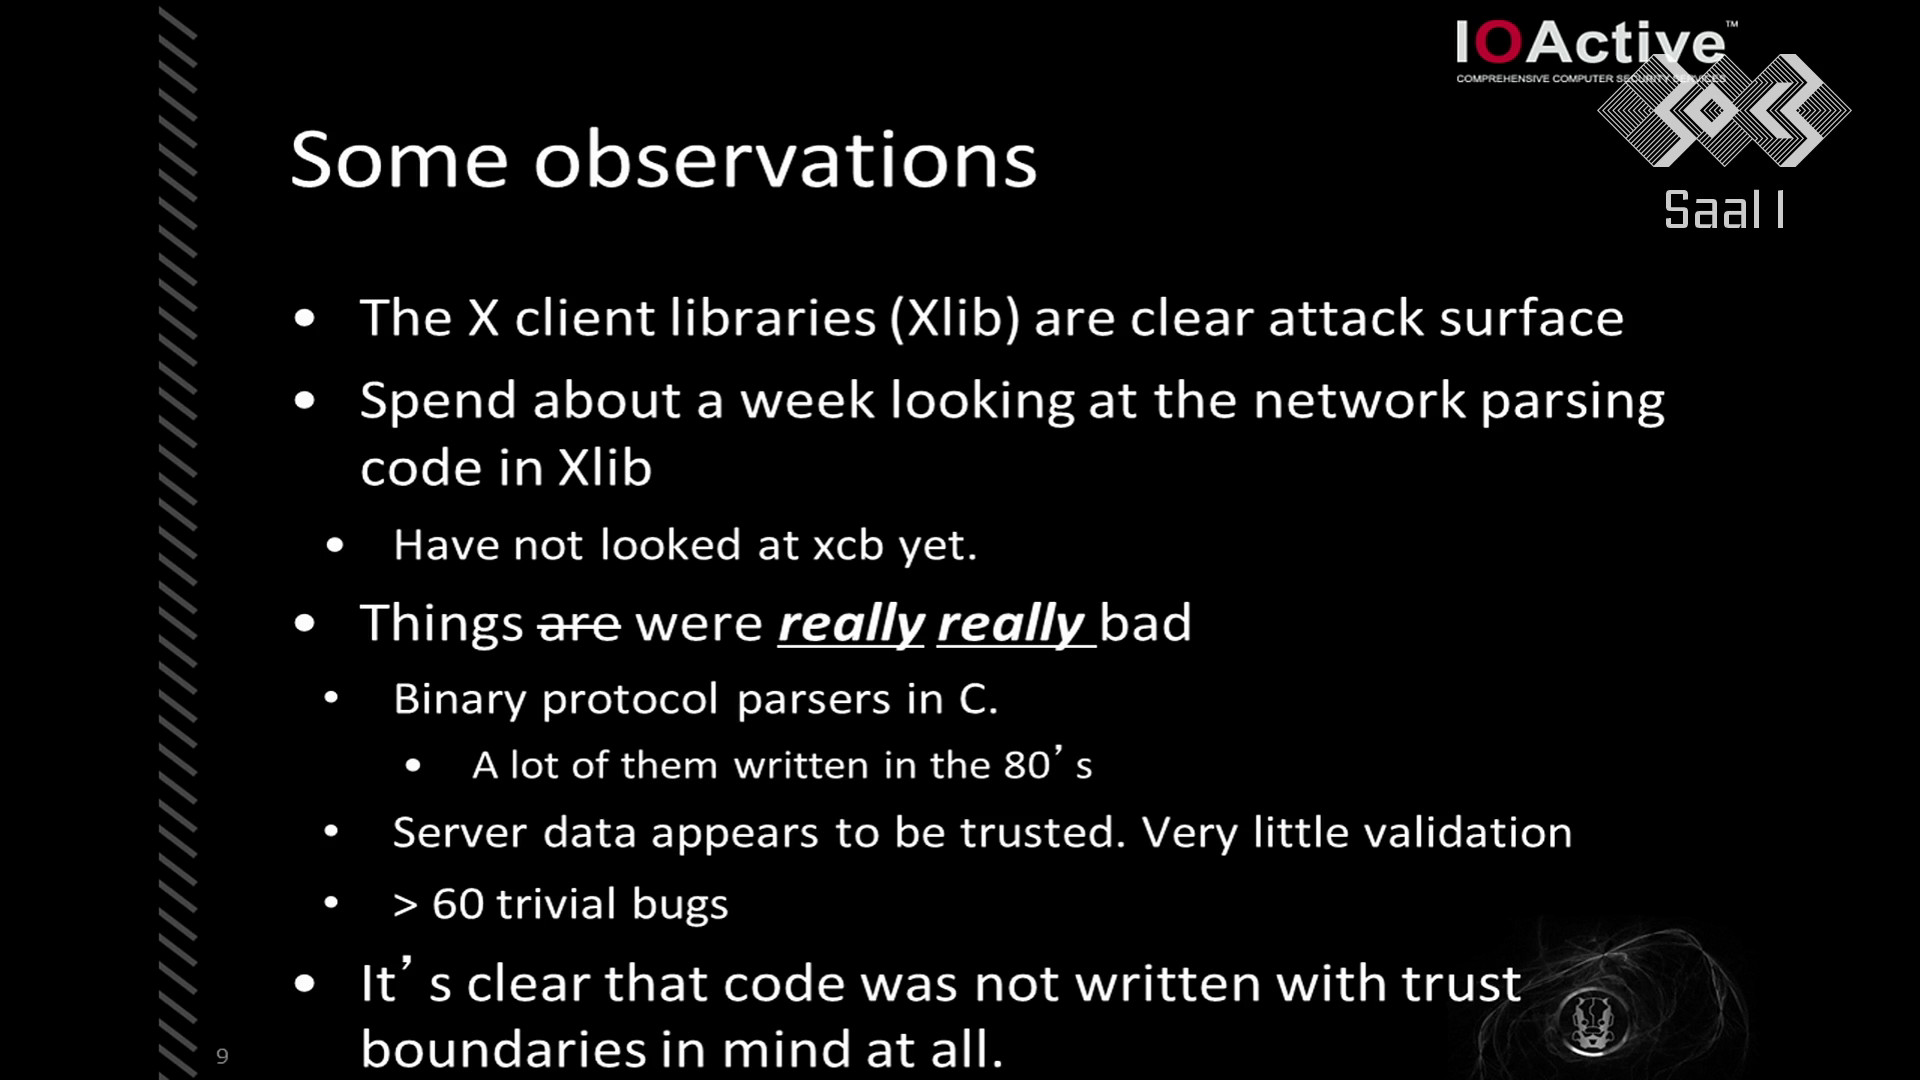 IOActive™
COMPREHENSIVE COMPUTER SECURITY SERVICES
Saal 1
Some observations
• The X client libraries (Xlib) are clear attack surface
• Spend about a week looking at the network parsing
code in Xlib
• Have not looked at xcb yet.
• Things are were really really bad
• Binary protocol parsers in C.
• A lot of them written in the 80’s
• Server data appears to be trusted. Very little validation
• > 60 trivial bugs
• It’s clear that code was not written with trust
boundaries in mind at all.
9